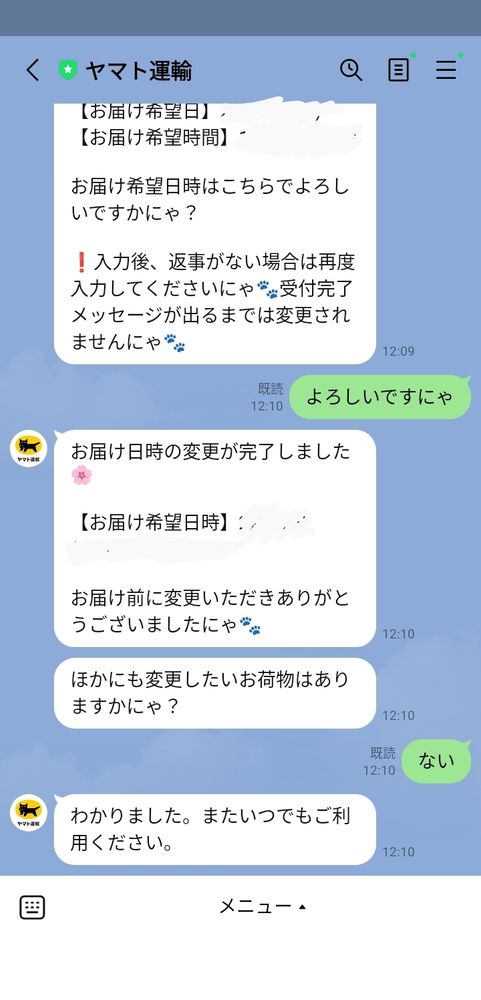 ヤマト運輸
【お届け希望日】
【お届け希望時間】
お届け希望日時はこちらでよろし
いですかにゃ？
❗入力後、返事がない場合は再度
入力してくださいにゃ🐾受付完了
メッセージが出るまでは変更され
ませんにゃ🐾
12:09
既読
12:10
よろしいですにゃ
ヤマト運輸
お届け日時の変更が完了しました
🌸
【お届け希望日時】
お届け前に変更いただきありがと
うございましたにゃ🐾
12:10
ほかにも変更したいお荷物はあり
ますかにゃ？
12:10
既読
12:10
ない
ヤマト運輸
わかりました。またいつでもご利
用ください。
12:10
メニュー▲